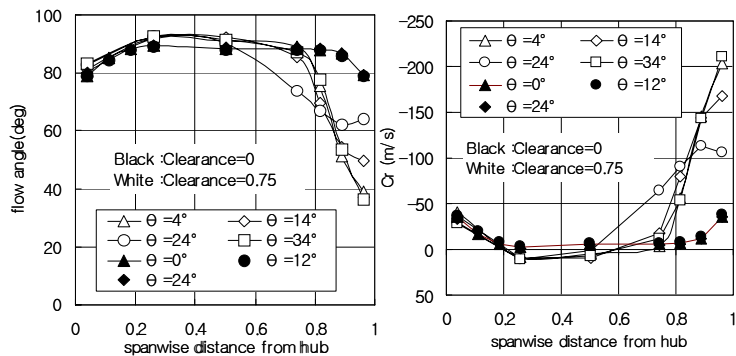 100
80
60
40
20
0
flow angle(deg)
Black :Clearance=0
White :Clearance=0.75
Θ =4°
Θ =14°
Θ =24°
Θ =34°
Θ =0°
Θ =12°
Θ =24°
0 0.2 0.4 0.6 0.8 1
spanwise distance from hub
-250
-200
-150
-100
-50
0
50
Cr (m/s)
Θ =4°
Θ =14°
Θ =24°
Θ =34°
Θ =0°
Θ =12°
Θ =24°
Black :Clearance=0
White :Clearance=0.75
0 0.2 0.4 0.6 0.8 1
spanwise distance from hub